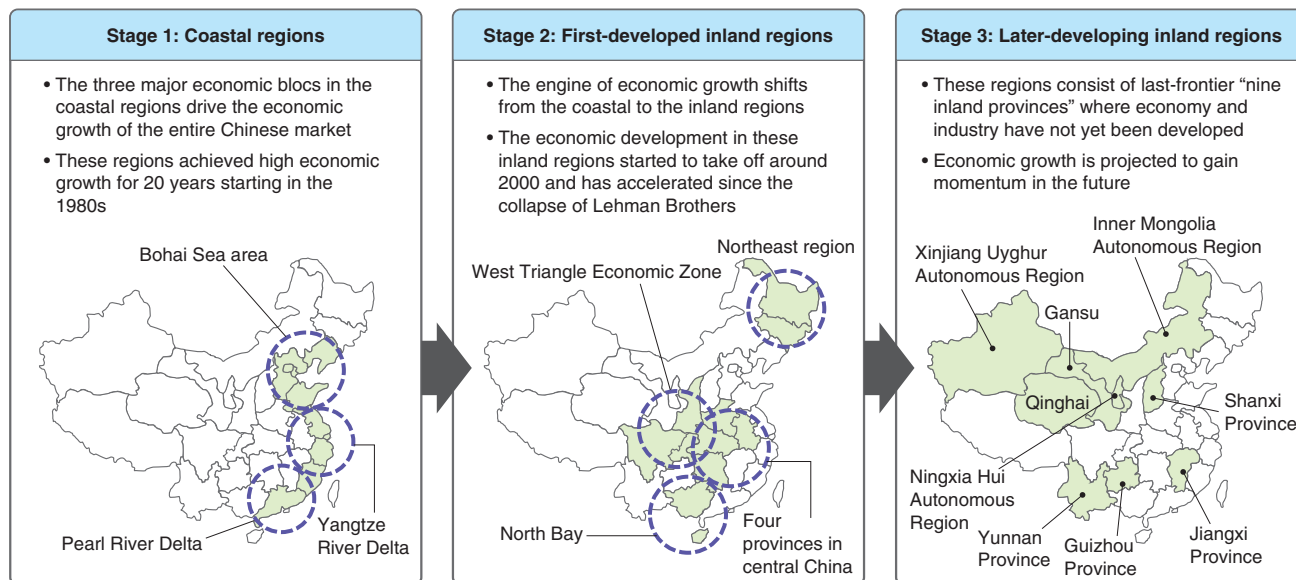 Stage 1: Coastal regions
• The three major economic blocs in the
coastal regions drive the economic
growth of the entire Chinese market
• These regions achieved high economic
growth for 20 years starting in the
1980s
Bohai Sea area
Pearl River Delta
Yangtze
River Delta
Stage 2: First-developed inland regions
• The engine of economic growth shifts
from the coastal to the inland regions
• The economic development in these
inland regions started to take off around
2000 and has accelerated since the
collapse of Lehman Brothers
Northeast region
West Triangle Economic Zone
North Bay
Four
provinces in
central China
Stage 3: Later-developing inland regions
• These regions consist of last-frontier “nine
inland provinces” where economy and
industry have not yet been developed
• Economic growth is projected to gain
momentum in the future
Inner Mongolia
Autonomous Region
Xinjiang Uyghur
Autonomous Region
Gansu
Qinghai
Shanxi
Province
Ningxia Hui
Autonomous
Region
Yunnan
Province
Guizhou
Province
Jiangxi
Province